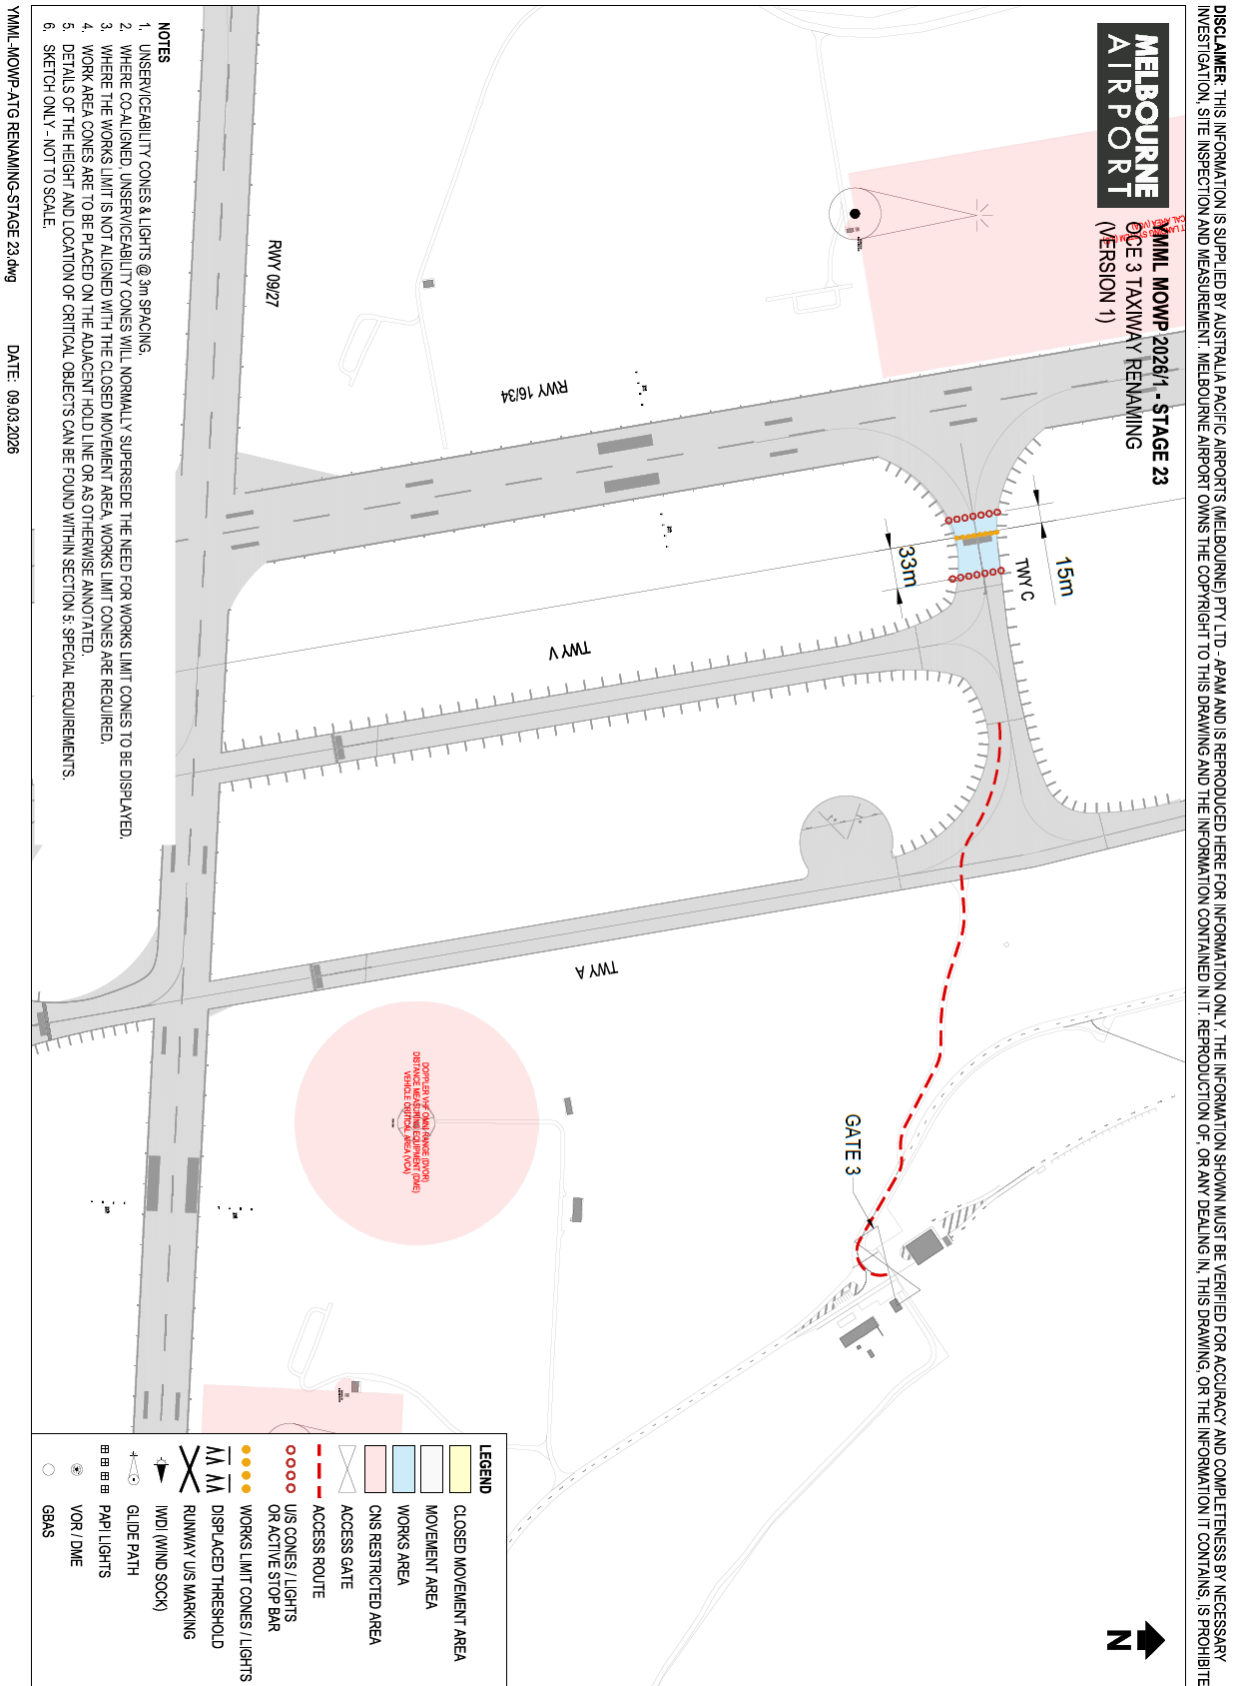 DISCLAIMER: THIS INFORMATION IS SUPPLIED BY AUSTRALIA PACIFIC AIRPORTS (MELBOURNE) PTY LTD - APAM AND IS REPRODUCED HERE FOR INFORMATION ONLY. THE INFORMATION SHOWN MUST BE VERIFIED FOR ACCURACY AND COMPLETENESS BY NECESSARY
INVESTIGATION, SITE INSPECTION AND MEASUREMENT. MELBOURNE AIRPORT OWNS THE COPYRIGHT TO THIS DRAWING AND THE INFORMATION CONTAINED IN IT. REPRODUCTION OF, OR ANY DEALING IN, THIS DRAWING, OR THE INFORMATION IT CONTAINS, IS PROHIBITE
MELBOURNE
AIRPORT
YMML MOWP 2026/1 - STAGE 23
OCE 3 TAXIWAY RENAMING
(VERSION 1)
15m
TWY C
33m
RWY 16/34
RWY 09/27
TWY V
TWY A
GATE 3
DOPPLER VHF OMNI-RANGE (DVOR)
DISTANCE MEASURING EQUIPMENT (DME)
VEHICLE CRITICAL AREA (VCA)
N
NOTES
1. UNSERVICEABILITY CONES & LIGHTS @ 3m SPACING.
2. WHERE CO-ALIGNED, UNSERVICEABILITY CONES WILL NORMALLY SUPERSEDE THE NEED FOR WORKS LIMIT CONES TO BE DISPLAYED.
3. WHERE THE WORKS LIMIT IS NOT ALIGNED WITH THE CLOSED MOVEMENT AREA, WORKS LIMIT CONES ARE REQUIRED.
4. WORK AREA CONES ARE TO BE PLACED ON THE ADJACENT HOLD LINE OR AS OTHERWISE ANNOTATED.
5. DETAILS OF THE HEIGHT AND LOCATION OF CRITICAL OBJECTS CAN BE FOUND WITHIN SECTION 5: SPECIAL REQUIREMENTS.
6. SKETCH ONLY - NOT TO SCALE.
LEGEND
CLOSED MOVEMENT AREA
MOVEMENT AREA
WORKS AREA
CNS RESTRICTED AREA
ACCESS GATE
ACCESS ROUTE
U/S CONES / LIGHTS
OR ACTIVE STOP BAR
WORKS LIMIT CONES / LIGHTS
DISPLACED THRESHOLD
RUNWAY U/S MARKING
IWDI (WIND SOCK)
GLIDE PATH
PAPI LIGHTS
VOR / DME
GBAS
YMML-MOWP-ATG RENAMING-STAGE 23.dwg
DATE: 09.03.2026